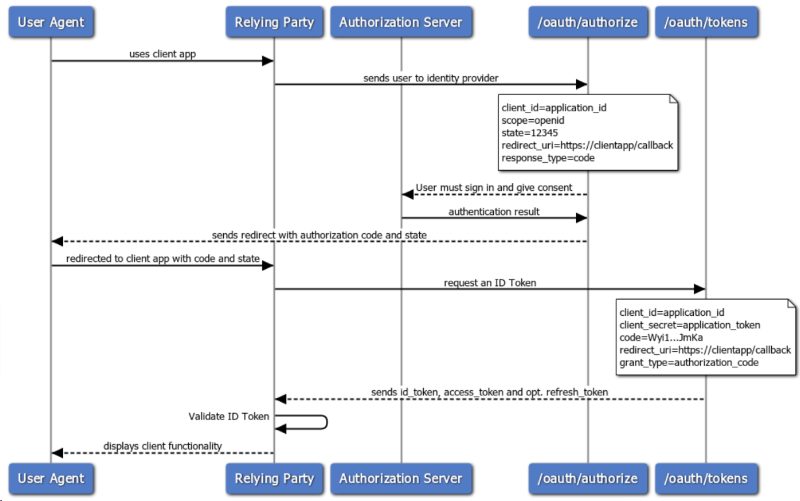 User Agent
Relying Party
Authorization Server
/oauth/authorize
/oauth/tokens
uses client app
sends user to identity provider
client_id=application_id
scope=openid
state=12345
redirect_uri=https://clientapp/callback
response_type=code
User must sign in and give consent
authentication result
sends redirect with authorization code and state
redirected to client app with code and state
request an ID Token
client_id=application_id
client_secret=application_token
code=Wyi1...JmKa
redirect_uri=https://clientapp/callback
grant_type=authorization_code
sends id_token, access_token and opt. refresh_token
Validate ID Token
displays client functionality
User Agent
Relying Party
Authorization Server
/oauth/authorize
/oauth/tokens